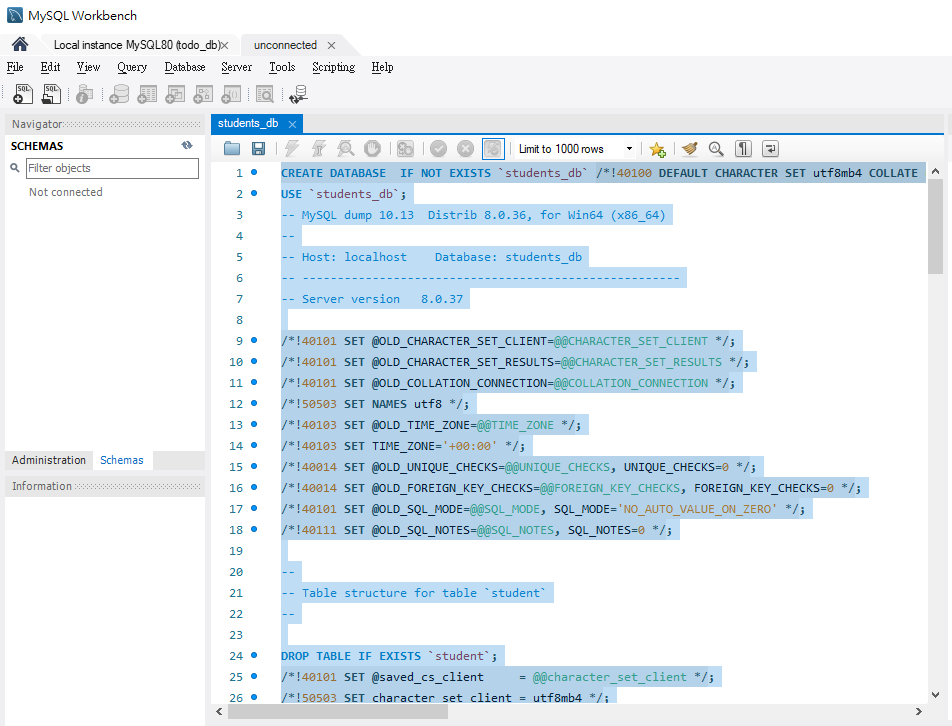 MySQL Workbench
Local instance MySQL80 (todo_db)
unconnected
File Edit View Query Database Server Tools Scripting Help
Navigator
SCHEMAS
Filter objects
Not connected
Administration Schemas
Information
students_db
Limit to 1000 rows
1 CREATE DATABASE  IF NOT EXISTS `students_db` /*!40100 DEFAULT CHARACTER SET utf8mb4 COLLATE
2 USE `students_db`;
3 -- MySQL dump 10.13  Distrib 8.0.36, for Win64 (x86_64)
4 --
5 -- Host: localhost    Database: students_db
6 -- ------------------------------------------------------
7 -- Server version   8.0.37
8
9 /*!40101 SET @OLD_CHARACTER_SET_CLIENT=@@CHARACTER_SET_CLIENT */;
10 /*!40101 SET @OLD_CHARACTER_SET_RESULTS=@@CHARACTER_SET_RESULTS */;
11 /*!40101 SET @OLD_COLLATION_CONNECTION=@@COLLATION_CONNECTION */;
12 /*!50503 SET NAMES utf8 */;
13 /*!40103 SET @OLD_TIME_ZONE=@@TIME_ZONE */;
14 /*!40103 SET TIME_ZONE='+00:00' */;
15 /*!40014 SET @OLD_UNIQUE_CHECKS=@@UNIQUE_CHECKS, UNIQUE_CHECKS=0 */;
16 /*!40014 SET @OLD_FOREIGN_KEY_CHECKS=@@FOREIGN_KEY_CHECKS, FOREIGN_KEY_CHECKS=0 */;
17 /*!40101 SET @OLD_SQL_MODE=@@SQL_MODE, SQL_MODE='NO_AUTO_VALUE_ON_ZERO' */;
18 /*!40111 SET @OLD_SQL_NOTES=@@SQL_NOTES, SQL_NOTES=0 */;
19
20 --
21 -- Table structure for table `student`
22 --
23
24 DROP TABLE IF EXISTS `student`;
25 /*!40101 SET @saved_cs_client     = @@character_set_client */;
26 /*!50503 SET character_set_client = utf8mb4 */;